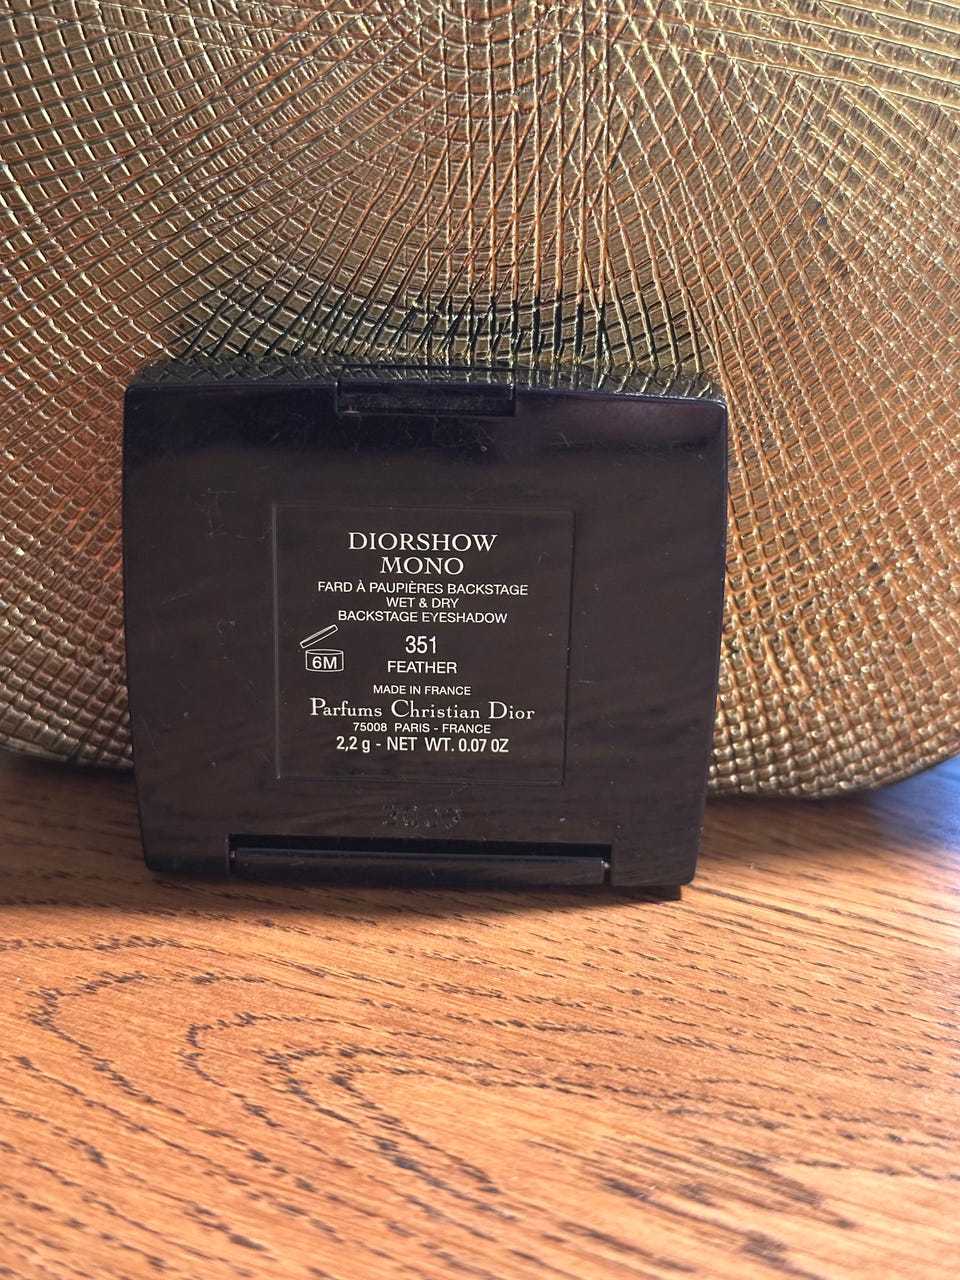 DIORSHOW
MONO
FARD À PAUPIÈRES BACKSTAGE
WET & DRY
BACKSTAGE EYESHADOW
351
6M
FEATHER
MADE IN FRANCE
Parfums Christian Dior
75008 PARIS - FRANCE
2,2 g - NET WT. 0.07 OZ